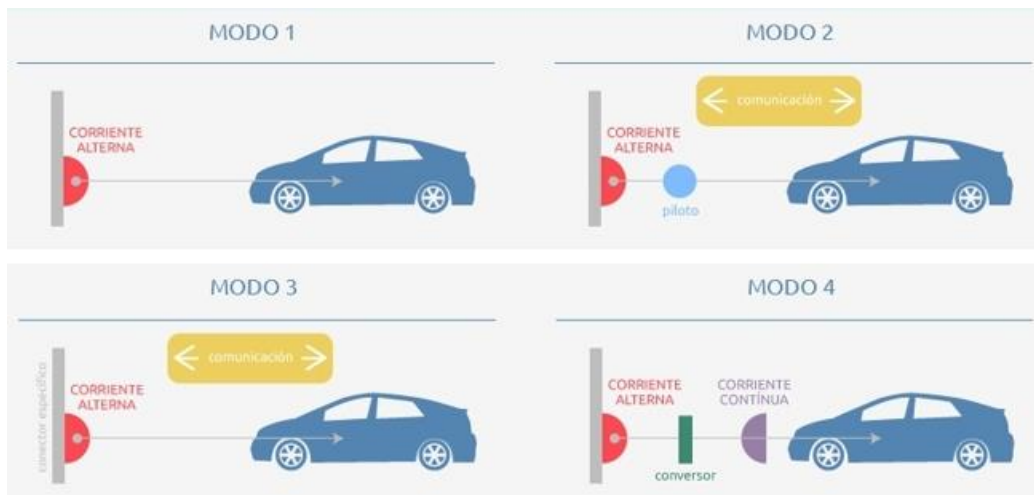 MODO 1
CORRIENTE
ALTERNA
MODO 2
comunicación
CORRIENTE
ALTERNA
piloto
MODO 3
comunicación
conector específico
CORRIENTE
ALTERNA
MODO 4
CORRIENTE
ALTERNA
CORRIENTE
CONTÍNUA
conversor